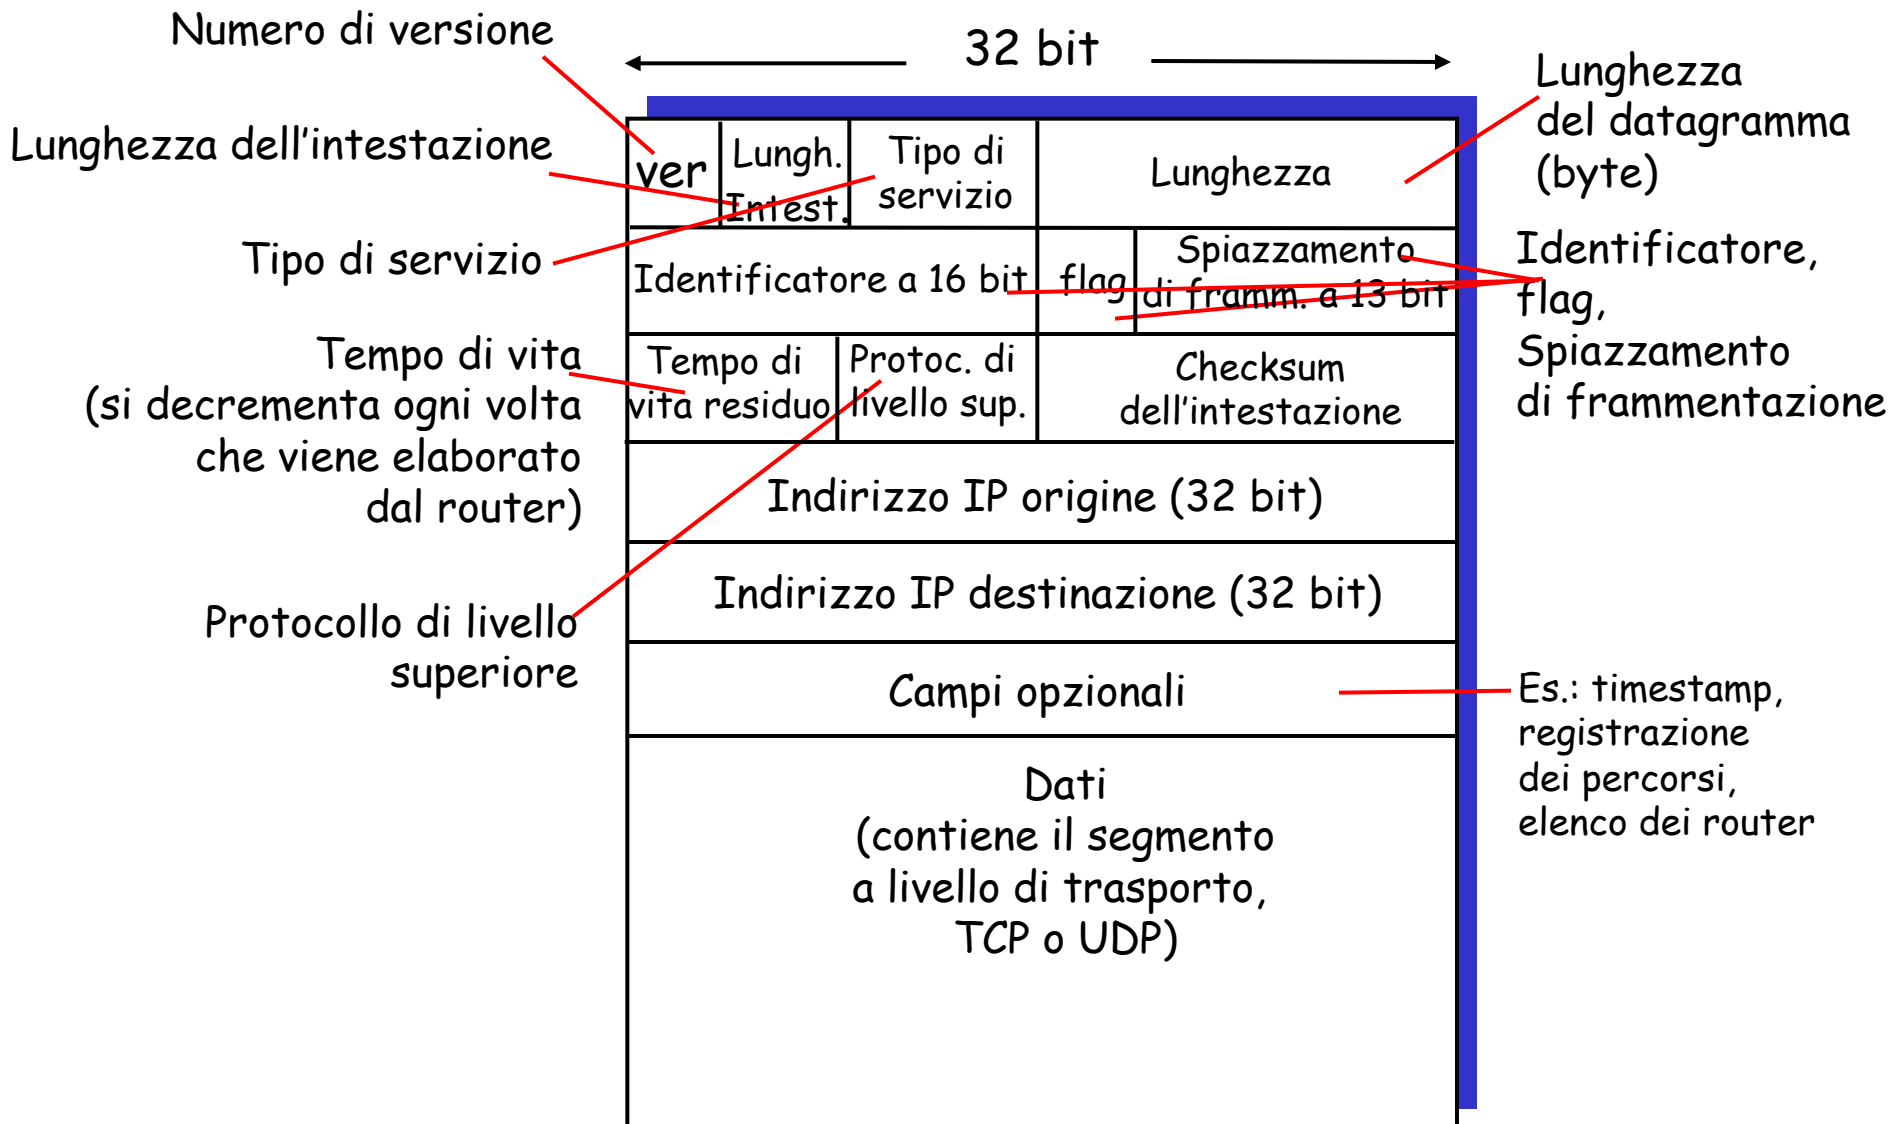 Numero di versione
32 bit
Lunghezza
del datagramma
(byte)
Lunghezza dell'intestazione
ver
Lungh.
Intest.
Tipo di
servizio
Lunghezza
Tipo di servizio
Identificatore a 16 bit
flag
Spiazzamento
di framm. a 13 bit
Identificatore,
flag,
Spiazzamento
di frammentazione
Tempo di vita
(si decrementa ogni volta
che viene elaborato
dal router)
Tempo di
vita residuo
Protoc. di
livello sup.
Checksum
dell'intestazione
Indirizzo IP origine (32 bit)
Indirizzo IP destinazione (32 bit)
Protocollo di livello
superiore
Campi opzionali
Es.: timestamp,
registrazione
dei percorsi,
elenco dei router
Dati
(contiene il segmento
a livello di trasporto,
TCP o UDP)